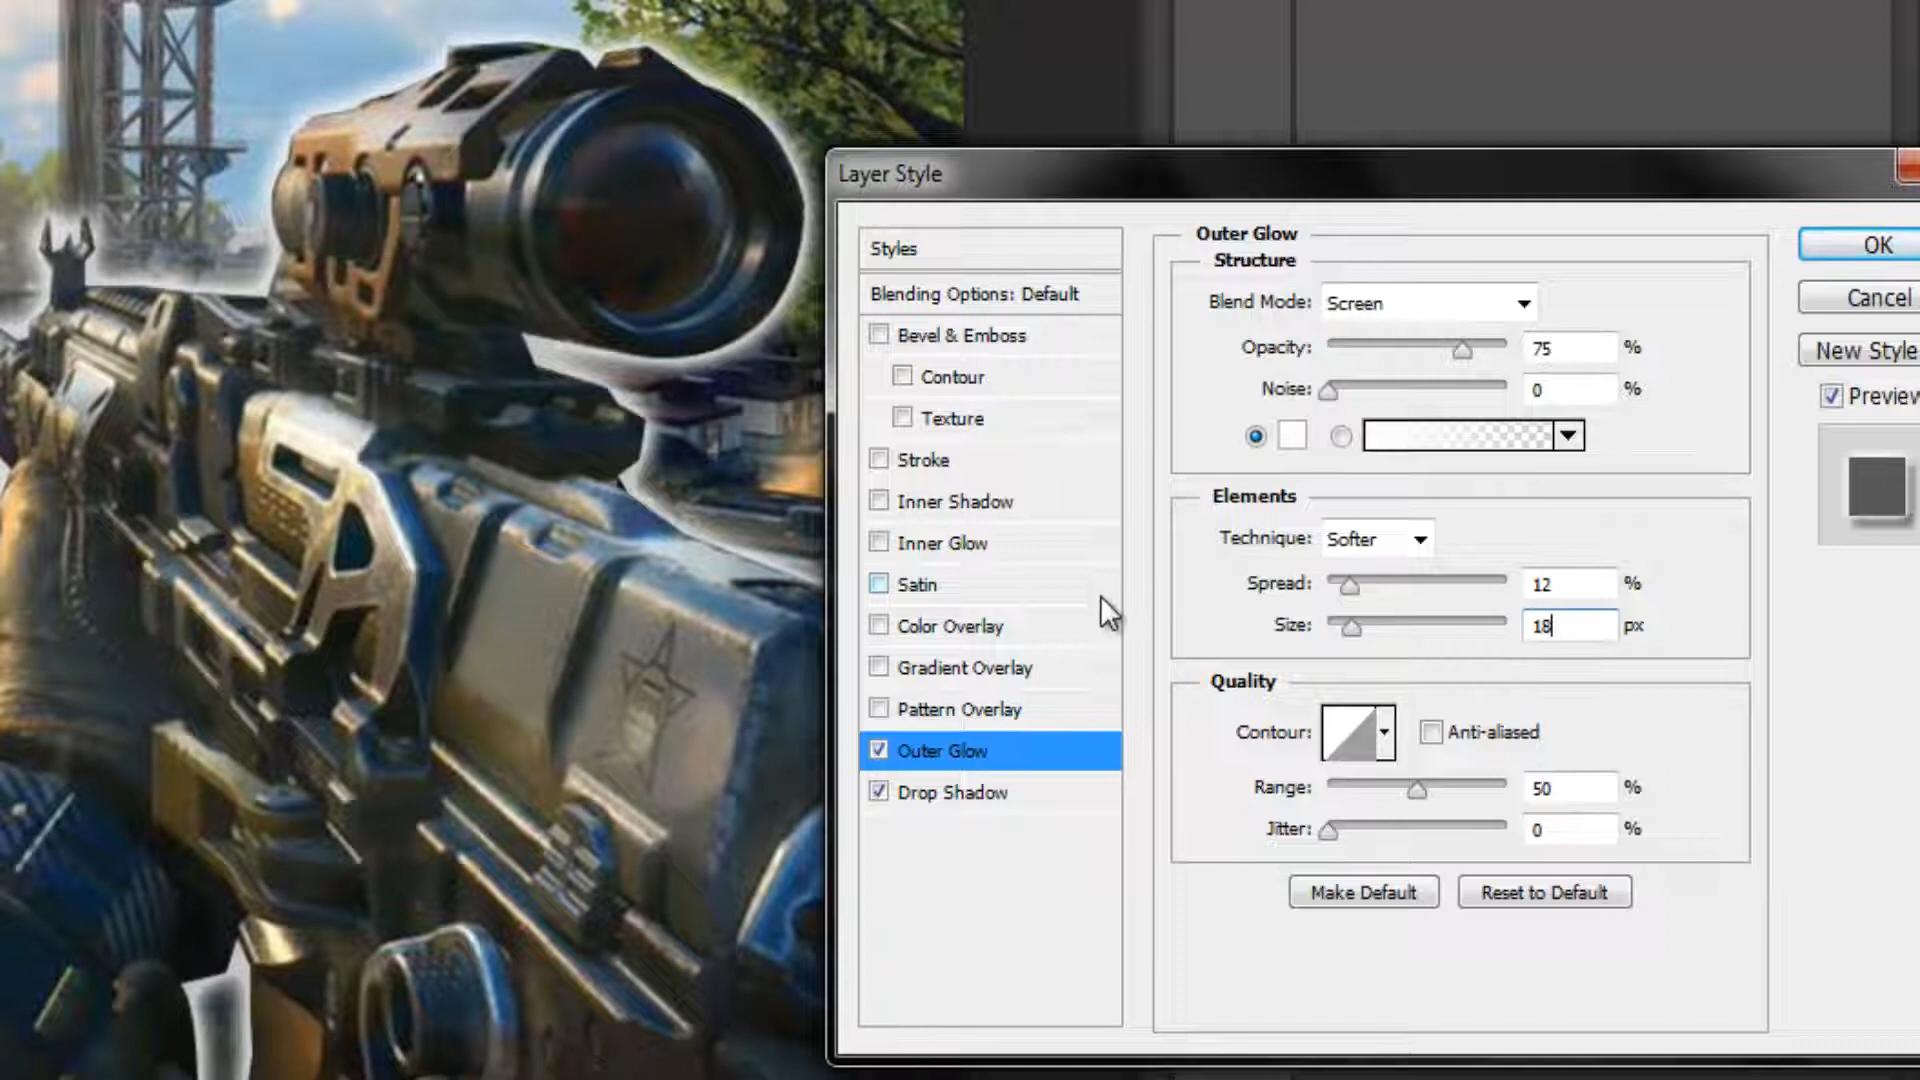 Layer Style
Styles
Blending Options: Default
Bevel & Emboss
Contour
Texture
Stroke
Inner Shadow
Inner Glow
Satin
Color Overlay
Gradient Overlay
Pattern Overlay
Outer Glow
Drop Shadow
Outer Glow
Structure
Blend Mode: Screen
Opacity: 75 %
Noise: 0 %
Elements
Technique: Softer
Spread: 12 %
Size: 18 px
Quality
Contour: Anti-aliased
Range: 50 %
Jitter: 0 %
Make Default Reset to Default
OK
Cancel
New Style
Preview